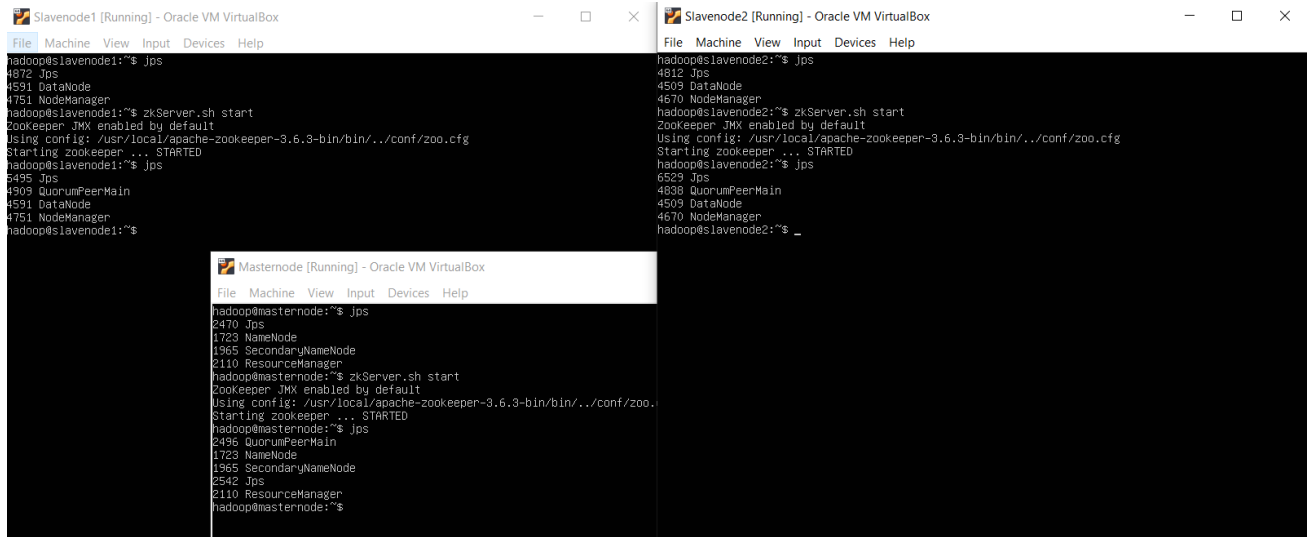 Slavenode1 [Running] - Oracle VM VirtualBox
File Machine View Input Devices Help
hadoop@slavenode1:~$ jps
4872 Jps
4591 DataNode
4751 NodeManager
hadoop@slavenode1:~$ zkServer.sh start
ZooKeeper JMX enabled by default
Using config: /usr/local/apache-zookeeper-3.6.3-bin/bin/../conf/zoo.cfg
Starting zookeeper ... STARTED
hadoop@slavenode1:~$ jps
5495 Jps
4909 QuorumPeerMain
4591 DataNode
4751 NodeManager
hadoop@slavenode1:~$
Slavenode2 [Running] - Oracle VM VirtualBox
File Machine View Input Devices Help
hadoop@slavenode2:~$ jps
4812 Jps
4509 DataNode
4670 NodeManager
hadoop@slavenode2:~$ zkServer.sh start
ZooKeeper JMX enabled by default
Using config: /usr/local/apache-zookeeper-3.6.3-bin/bin/../conf/zoo.cfg
Starting zookeeper ... STARTED
hadoop@slavenode2:~$ jps
6529 Jps
4838 QuorumPeerMain
4509 DataNode
4670 NodeManager
hadoop@slavenode2:~$ _
Masternode [Running] - Oracle VM VirtualBox
File Machine View Input Devices Help
hadoop@masternode:~$ jps
2470 Jps
1723 NameNode
1965 SecondaryNameNode
2110 ResourceManager
hadoop@masternode:~$ zkServer.sh start
ZooKeeper JMX enabled by default
Using config: /usr/local/apache-zookeeper-3.6.3-bin/bin/../conf/zoo.
Starting zookeeper ... STARTED
hadoop@masternode:~$ jps
2496 QuorumPeerMain
1723 NameNode
1965 SecondaryNameNode
2542 Jps
2110 ResourceManager
hadoop@masternode:~$